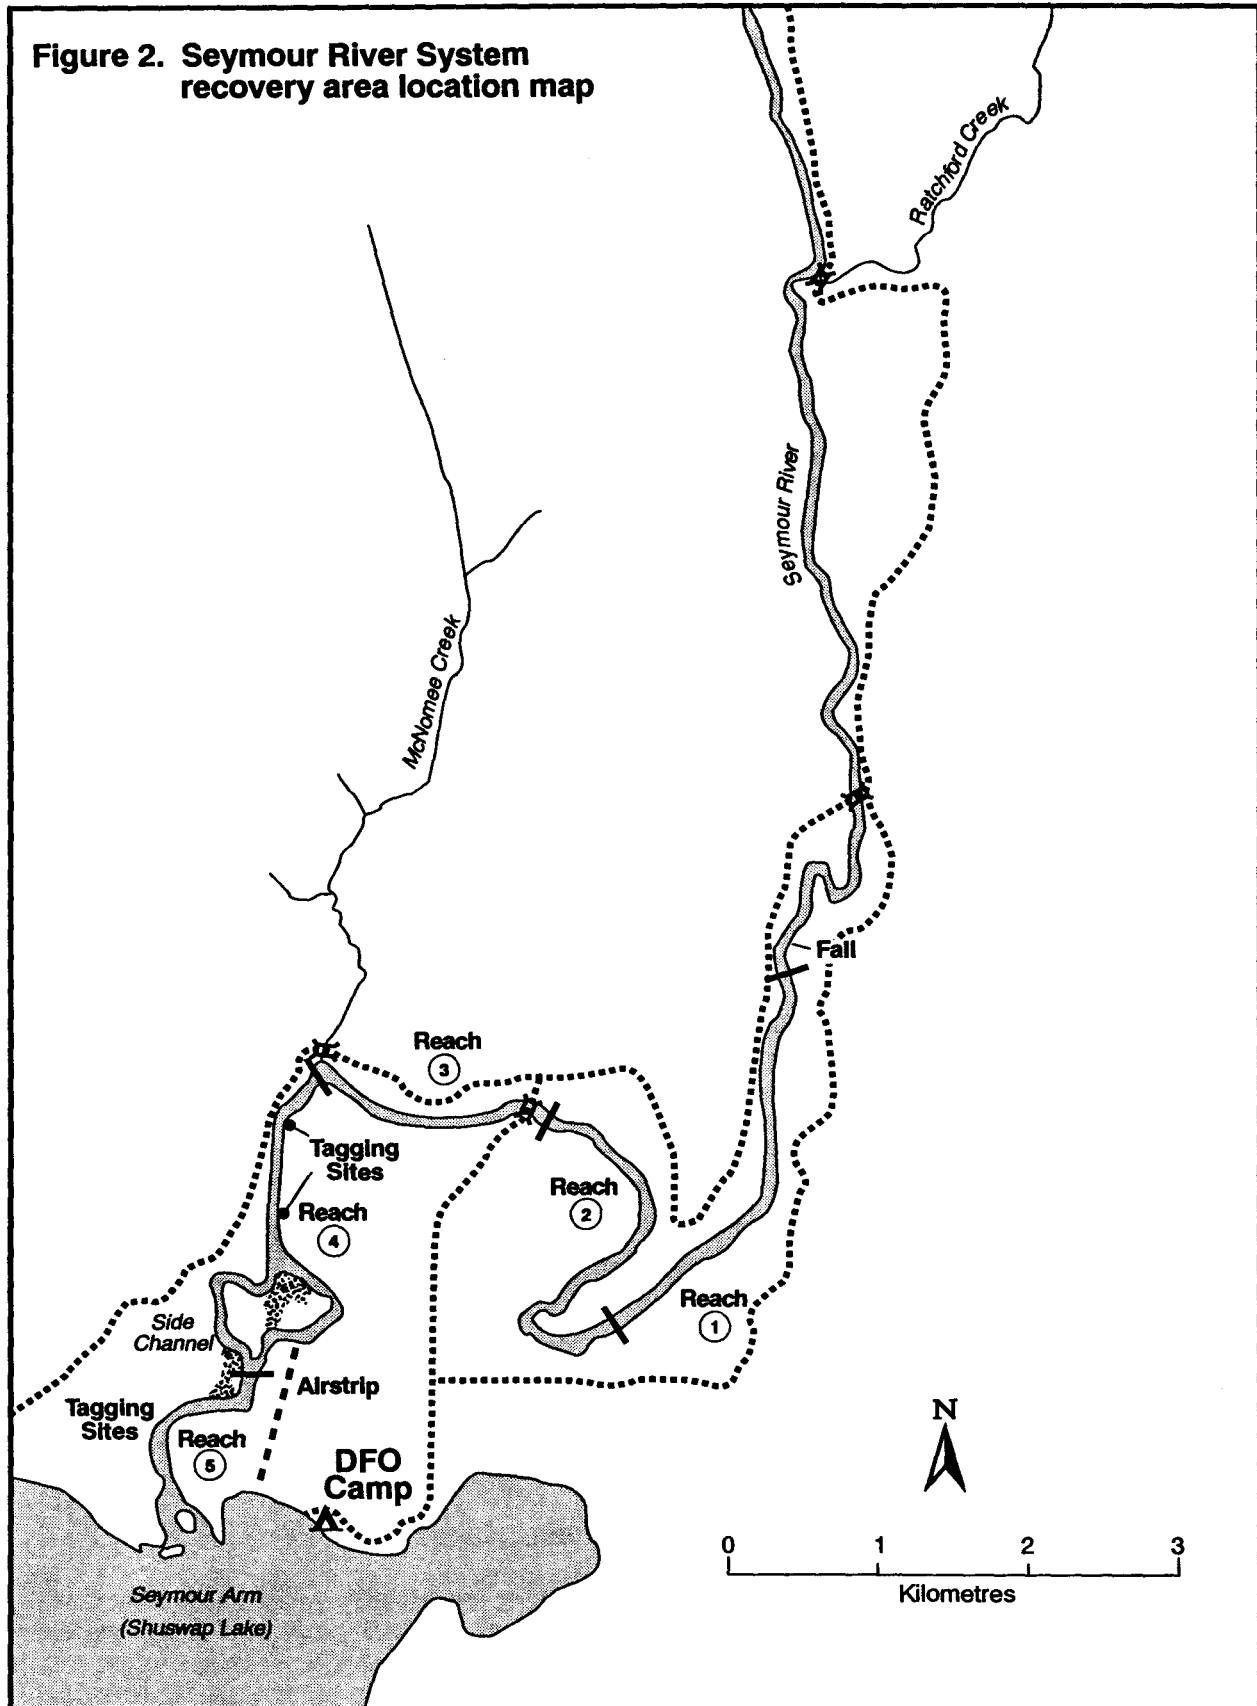 Figure 2. Seymour River System
recovery area location map
Ratchford Creek
Seymour River
McNomee Creek
Fall
Reach
3
Tagging
Sites
Reach
2
Reach
4
Reach
1
Side
Channel
Airstrip
Tagging
Sites
Reach
5
DFO
Camp
N
0 1 2 3
Kilometres
Seymour Arm
(Shuswap Lake)